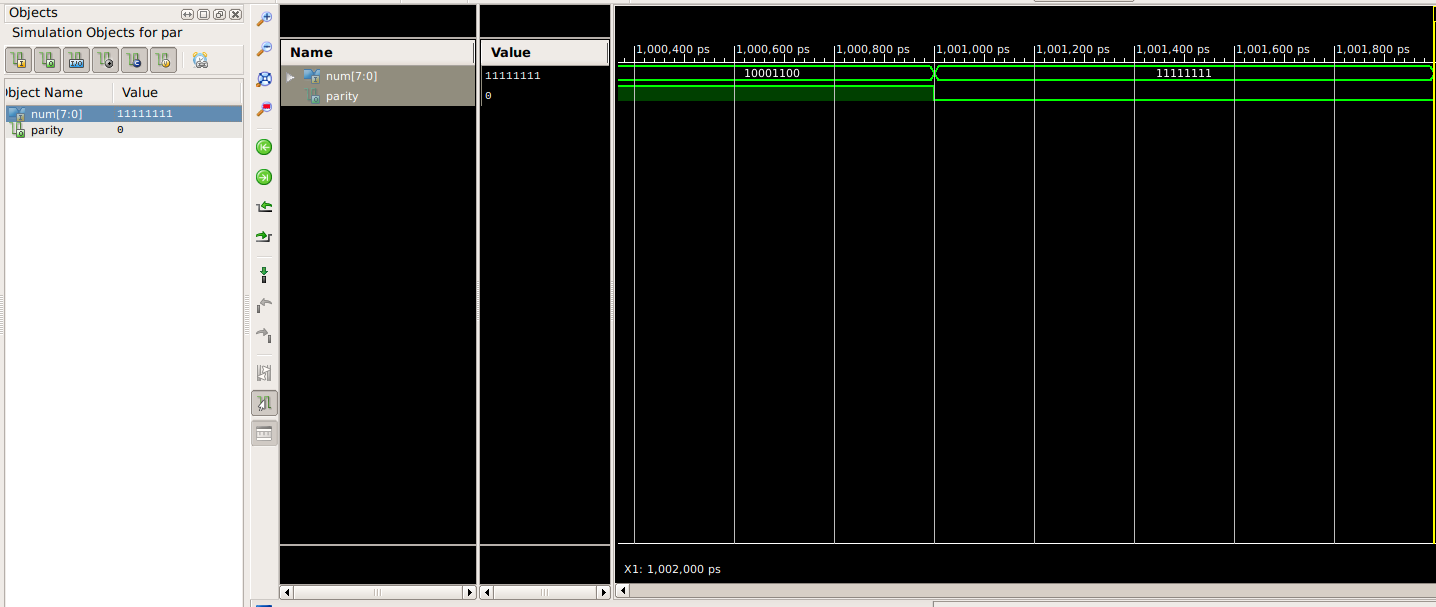 Objects
Simulation Objects for par
bject Name Value
num[7:0] 11111111
parity 0
Name Value
num[7:0] 11111111
parity 0
1,000,400 ps 1,000,600 ps 1,000,800 ps 1,001,000 ps 1,001,200 ps 1,001,400 ps 1,001,600 ps 1,001,800 ps
10001100 11111111
X1: 1,002,000 ps